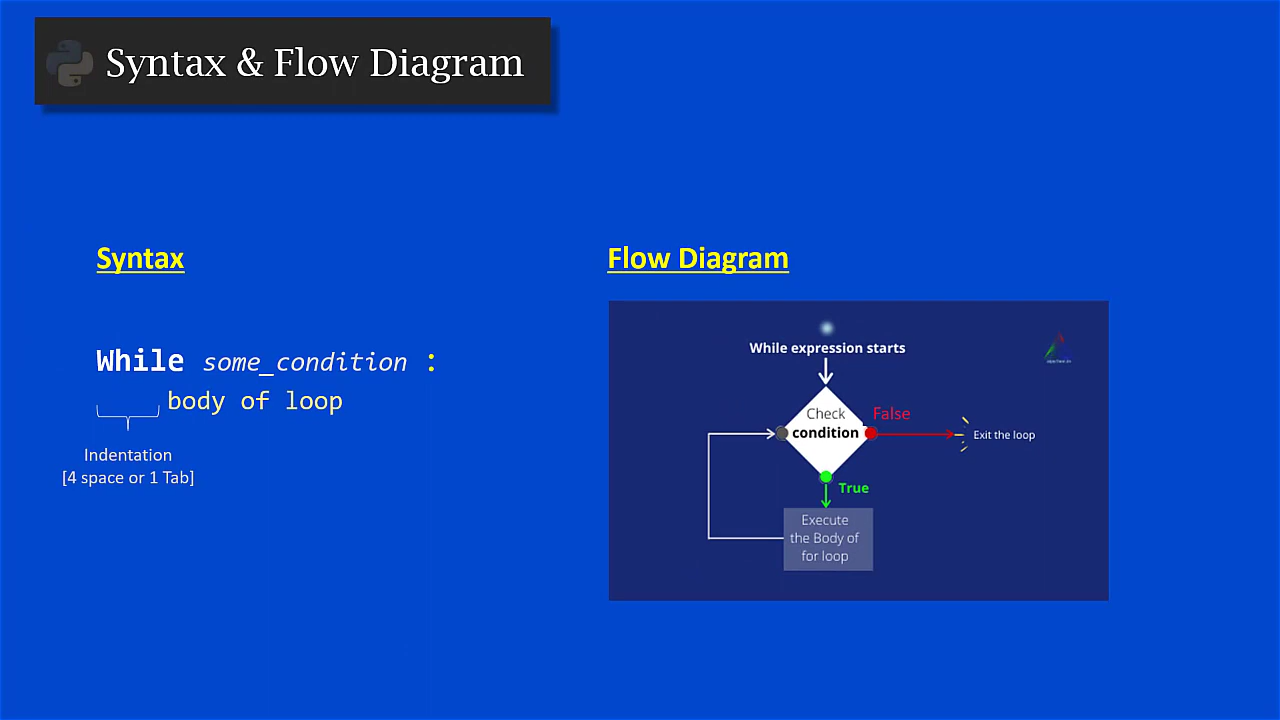 Syntax & Flow Diagram
Syntax
While some_condition :
body of loop
Indentation
[4 space or 1 Tab]
Flow Diagram
While expression starts
Check
condition
False
Exit the loop
True
Execute
the Body of
for loop